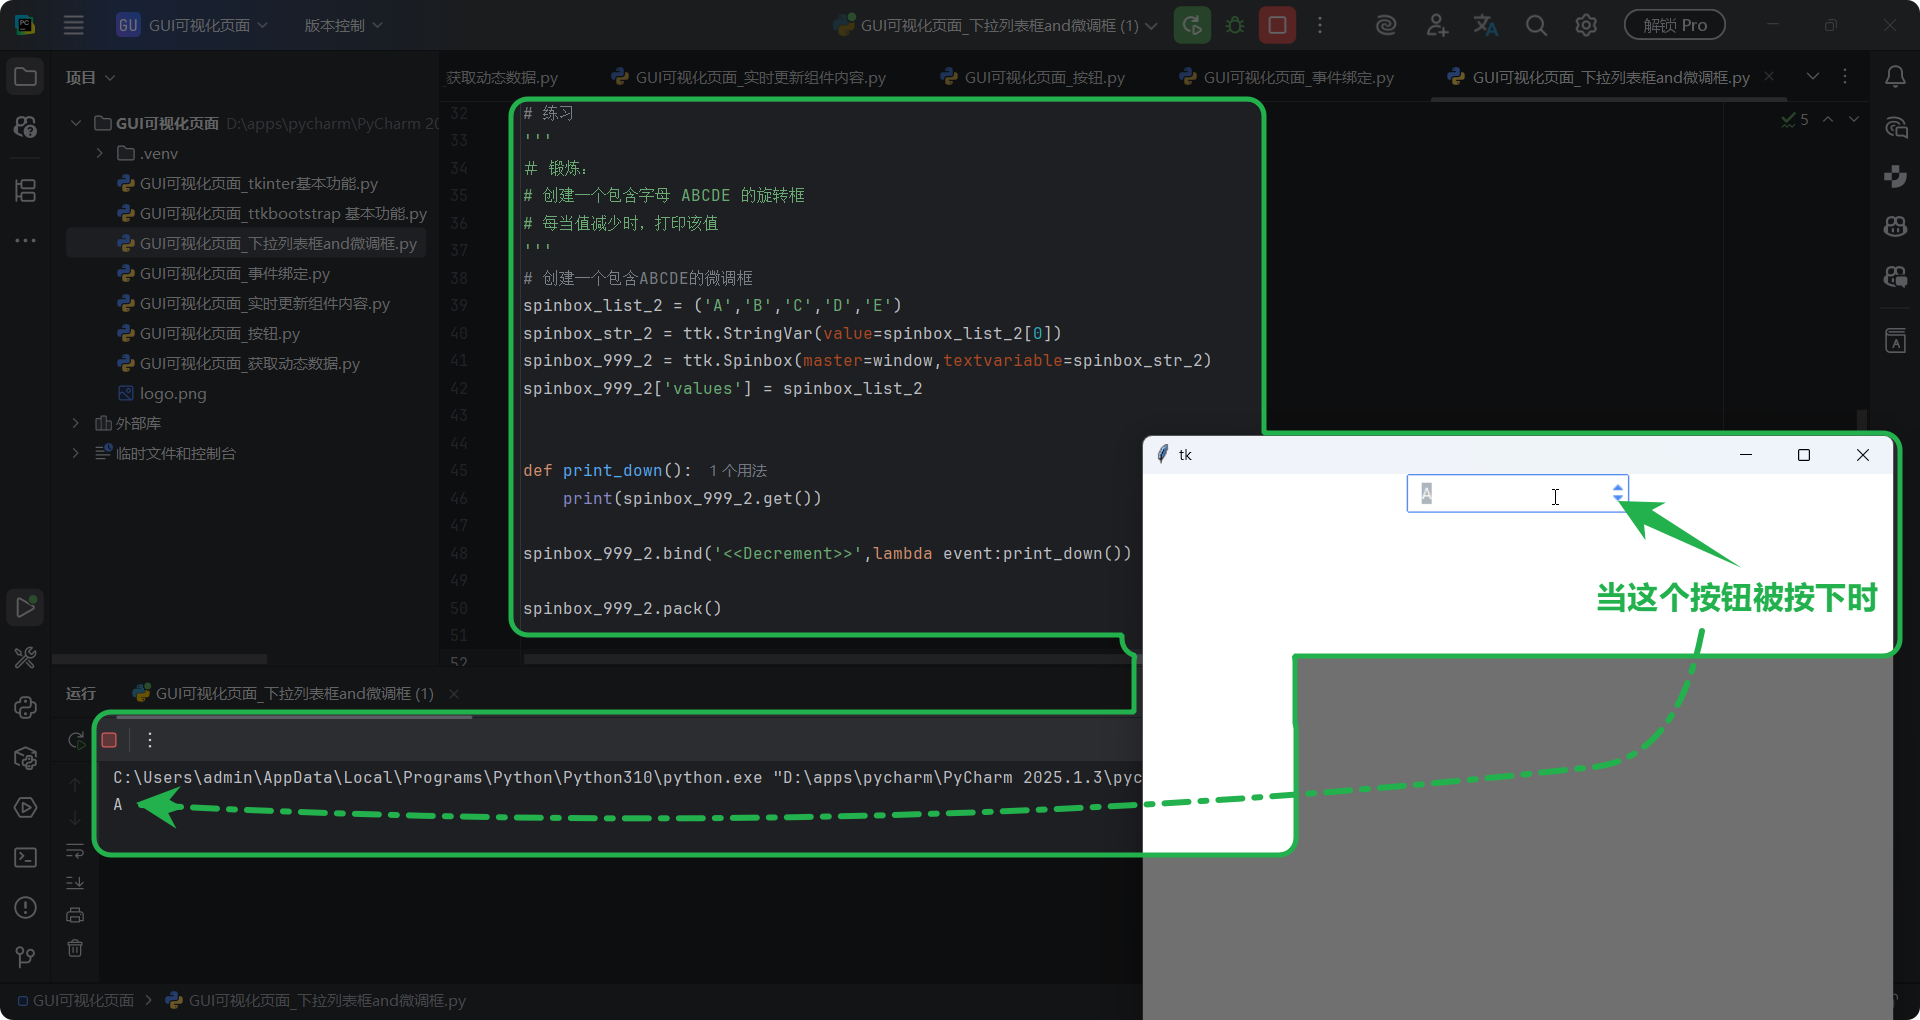 GU GUI可视化页面 版本控制 GUI可视化页面_下拉列表框and微调框 (1) 解锁 Pro
项目
获取动态数据.py GUI可视化页面_实时更新组件内容.py GUI可视化页面_按钮.py GUI可视化页面_事件绑定.py GUI可视化页面_下拉列表框and微调框.py
GUI可视化页面 D:\apps\pycharm\PyCharm 20
.venv
GUI可视化页面_tkinter基本功能.py
GUI可视化页面_ttkbootstrap 基本功能.py
GUI可视化页面_下拉列表框and微调框.py
GUI可视化页面_事件绑定.py
GUI可视化页面_实时更新组件内容.py
GUI可视化页面_按钮.py
GUI可视化页面_获取动态数据.py
logo.png
外部库
临时文件和控制台
5
32 # 练习
33 '''
34 # 锻炼：
35 # 创建一个包含字母 ABCDE 的旋转框
36 # 每当值减少时，打印该值
37 '''
38 # 创建一个包含ABCDE的微调框
39 spinbox_list_2 = ('A','B','C','D','E')
40 spinbox_str_2 = ttk.StringVar(value=spinbox_list_2[0])
41 spinbox_999_2 = ttk.Spinbox(master=window,textvariable=spinbox_str_2)
42 spinbox_999_2['values'] = spinbox_list_2
43
44
45 def print_down(): 1 个用法
46     print(spinbox_999_2.get())
47
48 spinbox_999_2.bind('<<Decrement>>',lambda event:print_down())
49
50 spinbox_999_2.pack()
51
52
tk
A
当这个按钮被按下时
运行 GUI可视化页面_下拉列表框and微调框 (1)
C:\Users\admin\AppData\Local\Programs\Python\Python310\python.exe "D:\apps\pycharm\PyCharm 2025.1.3\pyc
A
GUI可视化页面 GUI可视化页面_下拉列表框and微调框.py